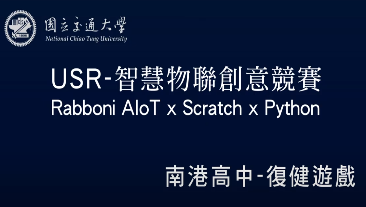 國立交通大學
National Chiao Tung University
USR-智慧物聯創意競賽
Rabboni AIoT x Scratch x Python
南港高中-復健遊戲